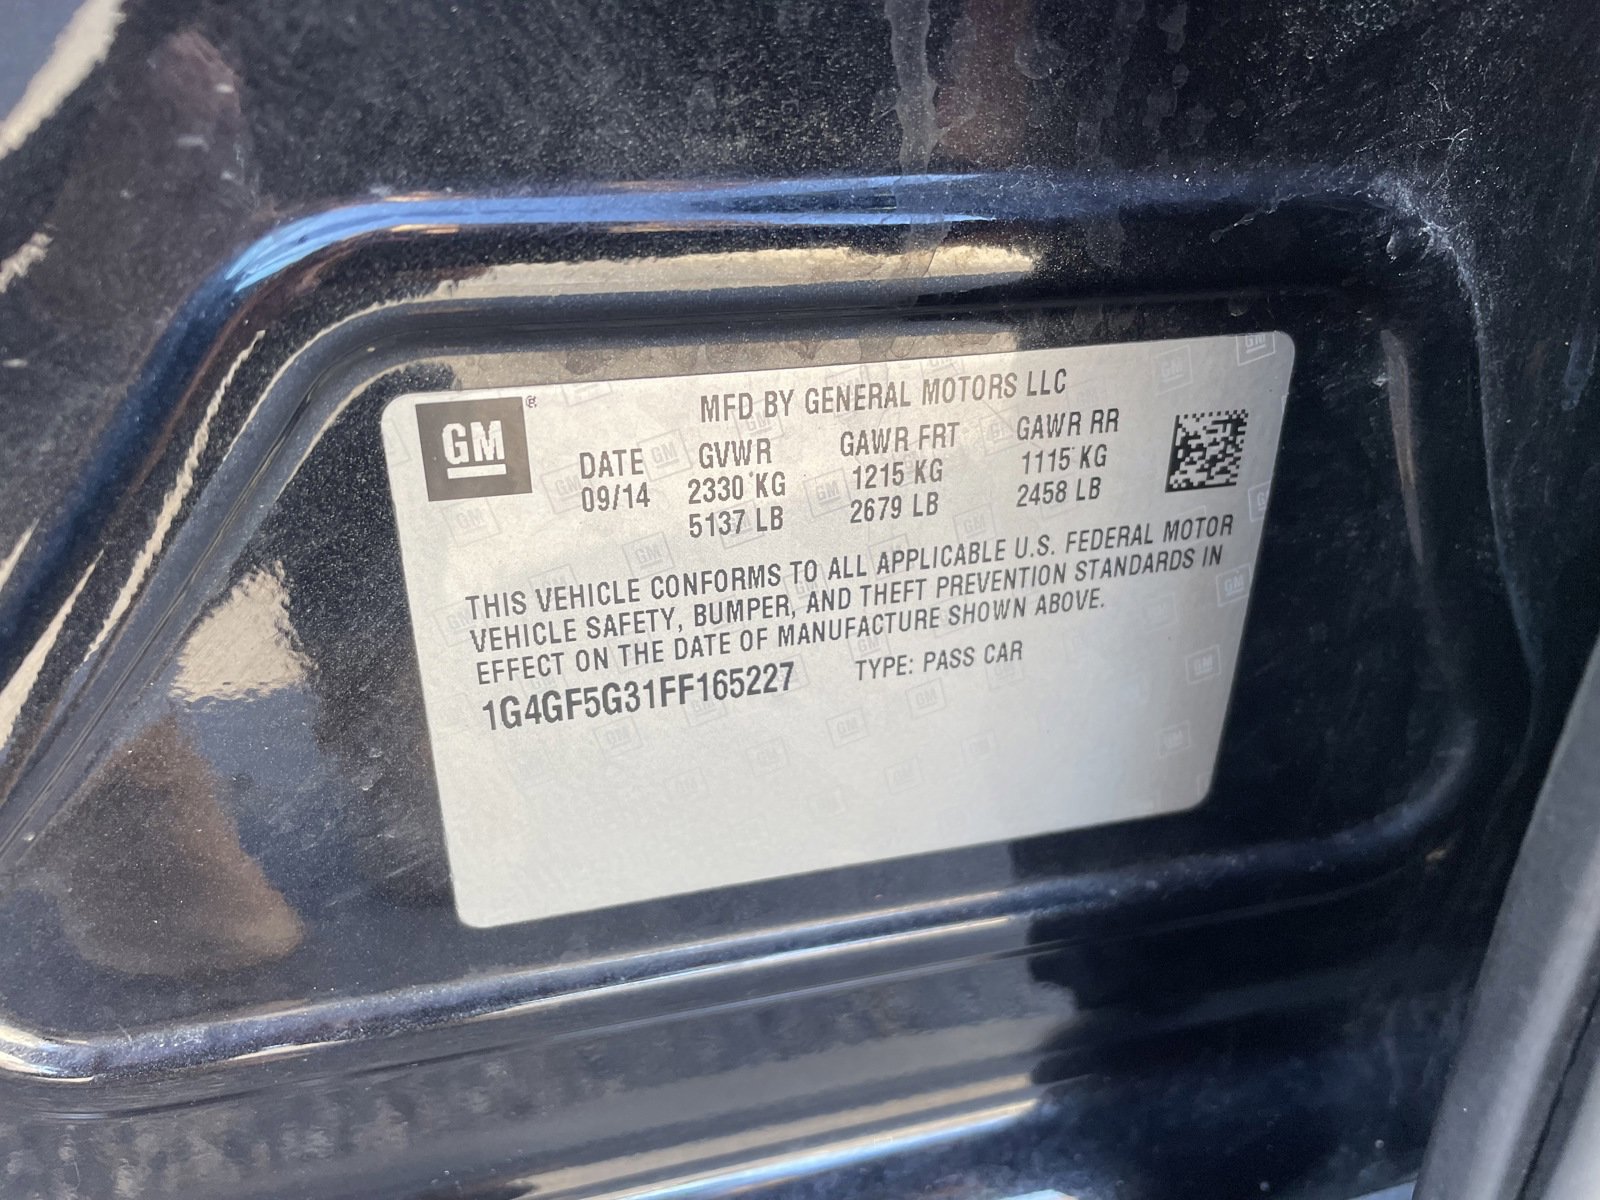 GM ®
MFD BY GENERAL MOTORS LLC
DATE GVWR GAWR FRT GAWR RR
09/14 2330 KG 1215 KG 1115 KG
5137 LB 2679 LB 2458 LB
THIS VEHICLE CONFORMS TO ALL APPLICABLE U.S. FEDERAL MOTOR
VEHICLE SAFETY, BUMPER, AND THEFT PREVENTION STANDARDS IN
EFFECT ON THE DATE OF MANUFACTURE SHOWN ABOVE.
1G4GF5G31FF165227 TYPE: PASS CAR